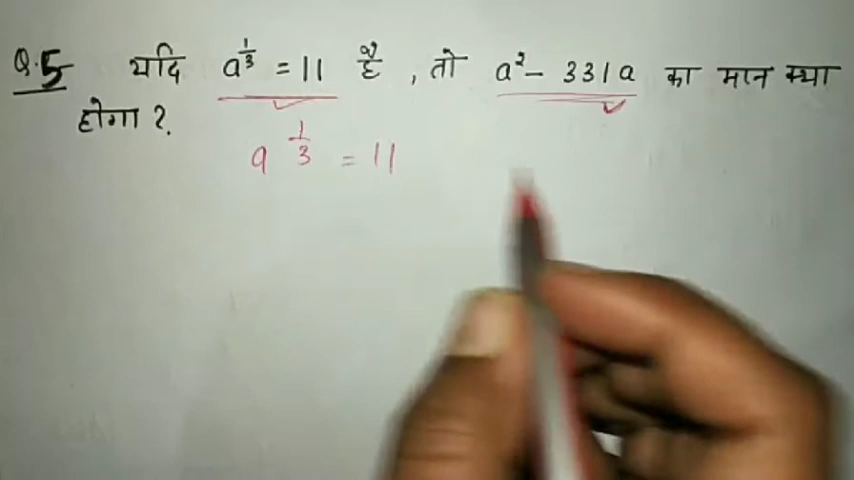 Q.5 यदि a^(1/3) = 11 है , तो a² - 331a का मान क्या
होगा ?.
a^(1/3) = 11